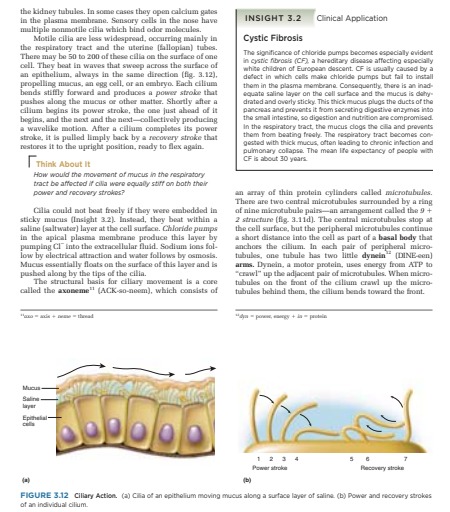 the kidney tubules. In some cases they open calcium gates
in the plasma membrane. Sensory cells in the nose have
multiple nonmotile cilia which bind odor molecules.
Motile cilia are less widespread, occurring mainly in
the respiratory tract and the uterine (fallopian) tubes.
There may be 50 to 200 of these cilia on the surface of one
cell. They beat in waves that sweep across the surface of
an epithelium, always in the same direction (fig. 3.12),
propelling mucus, an egg cell, or an embryo. Each cilium
bends stiffly forward and produces a power stroke that
pushes along the mucus or other matter. Shortly after a
cilium begins its power stroke, the one just ahead of it
begins, and the next and the next—collectively producing
a wavelike motion. After a cilium completes its power
stroke, it is pulled limply back by a recovery stroke that
restores it to the upright position, ready to flex again.
Think About It
How would the movement of mucus in the respiratory
tract be affected if cilia were equally stiff on both their
power and recovery strokes?
Cilia could not beat freely if they were embedded in
sticky mucus (Insight 3.2). Instead, they beat within a
saline (saltwater) layer at the cell surface. Chloride pumps
in the apical plasma membrane produce this layer by
pumping Cl⁻ into the extracellular fluid. Sodium ions fol-
low by electrical attraction and water follows by osmosis.
Mucus essentially floats on the surface of this layer and is
pushed along by the tips of the cilia.
The structural basis for ciliary movement is a core
called the axoneme¹¹ (ACK-so-neem), which consists of
¹¹axo = axis + neme = thread
INSIGHT 3.2 Clinical Application
Cystic Fibrosis
The significance of chloride pumps becomes especially evident
in cystic fibrosis (CF), a hereditary disease affecting especially
white children of European descent. CF is usually caused by a
defect in which cells make chloride pumps but fail to install
them in the plasma membrane. Consequently, there is an inad-
equate saline layer on the cell surface and the mucus is dehy-
drated and overly sticky. This thick mucus plugs the ducts of the
pancreas and prevents it from secreting digestive enzymes into
the small intestine, so digestion and nutrition are compromised.
In the respiratory tract, the mucus clogs the cilia and prevents
them from beating freely. The respiratory tract becomes con-
gested with thick mucus, often leading to chronic infection and
pulmonary collapse. The mean life expectancy of people with
CF is about 30 years.
an array of thin protein cylinders called microtubules.
There are two central microtubules surrounded by a ring
of nine microtubule pairs—an arrangement called the 9 +
2 structure (fig. 3.11d). The central microtubules stop at
the cell surface, but the peripheral microtubules continue
a short distance into the cell as part of a basal body that
anchors the cilium. In each pair of peripheral micro-
tubules, one tubule has two little dynein¹² (DINE-een)
arms. Dynein, a motor protein, uses energy from ATP to
"crawl" up the adjacent pair of microtubules. When micro-
tubules on the front of the cilium crawl up the micro-
tubules behind them, the cilium bends toward the front.
¹²dyn = power, energy + in = protein
Mucus
Saline
layer
Epithelial
cells
(a)
1 2 3 4 5 6 7
Power stroke Recovery stroke
(b)
FIGURE 3.12 Ciliary Action. (a) Cilia of an epithelium moving mucus along a surface layer of saline. (b) Power and recovery strokes
of an individual cilium.